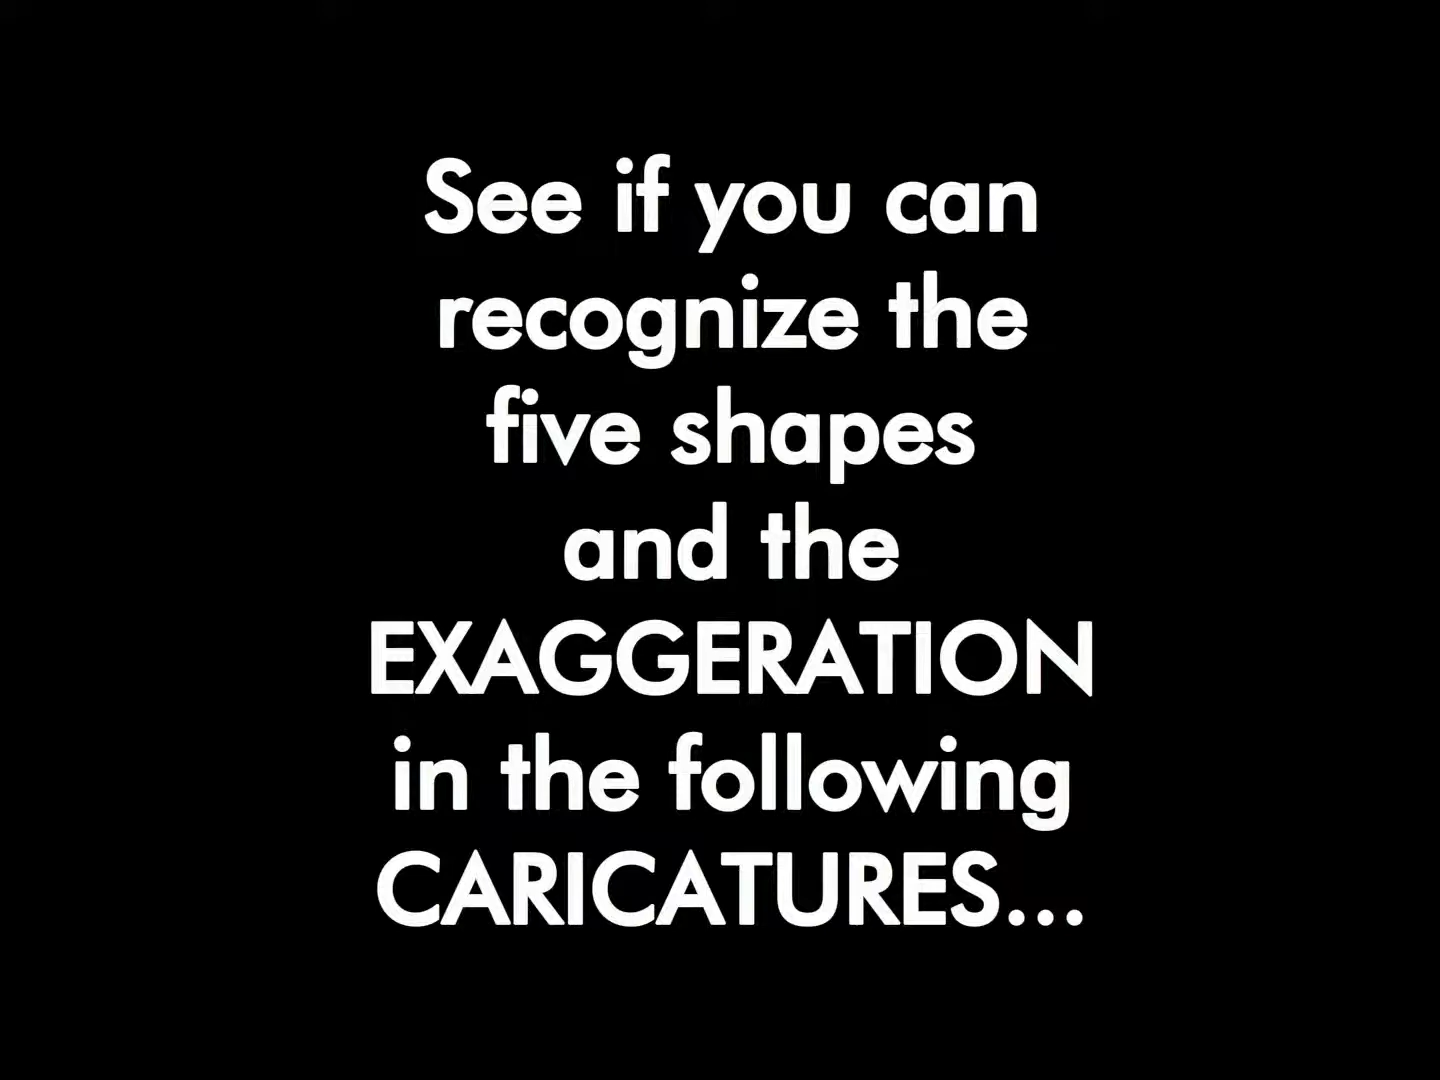 See if you can
recognize the
five shapes
and the
EXAGGERATION
in the following
CARICATURES...